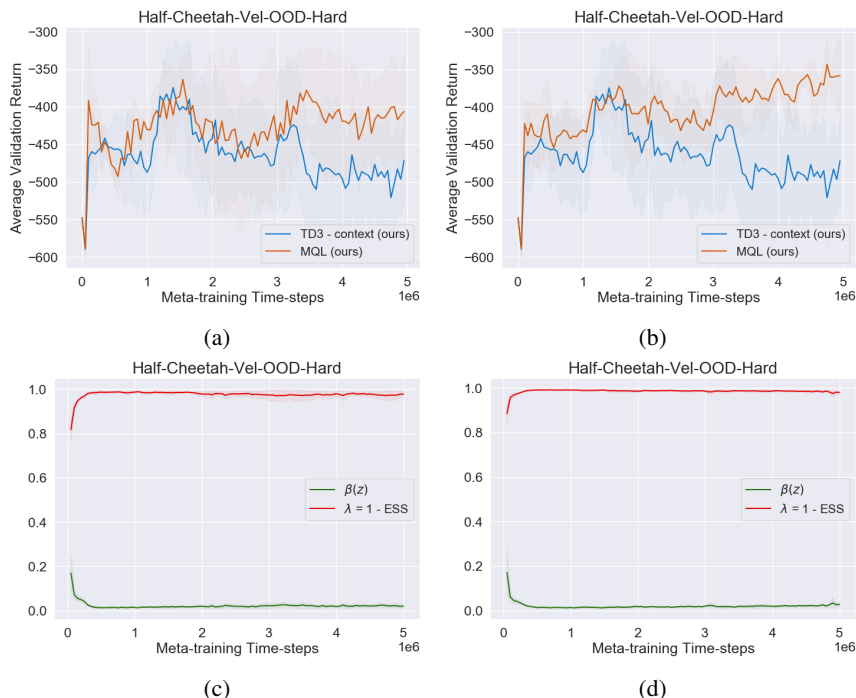 Half-Cheetah-Vel-OOD-Hard
Average Validation Return
−300
−350
−400
−450
−500
−550
−600
TD3 - context (ours)
MQL (ours)
0 1 2 3 4 5
1e6
Meta-training Time-steps
(a)
Half-Cheetah-Vel-OOD-Hard
Average Validation Return
−300
−350
−400
−450
−500
−550
−600
TD3 - context (ours)
MQL (ours)
0 1 2 3 4 5
1e6
Meta-training Time-steps
(b)
Half-Cheetah-Vel-OOD-Hard
1.0
0.8
0.6
0.4
0.2
0.0
β(z)
λ = 1 - ESS
0 1 2 3 4 5
1e6
Meta-training Time-steps
(c)
Half-Cheetah-Vel-OOD-Hard
1.0
0.8
0.6
0.4
0.2
0.0
β(z)
λ = 1 - ESS
0 1 2 3 4 5
1e6
Meta-training Time-steps
(d)